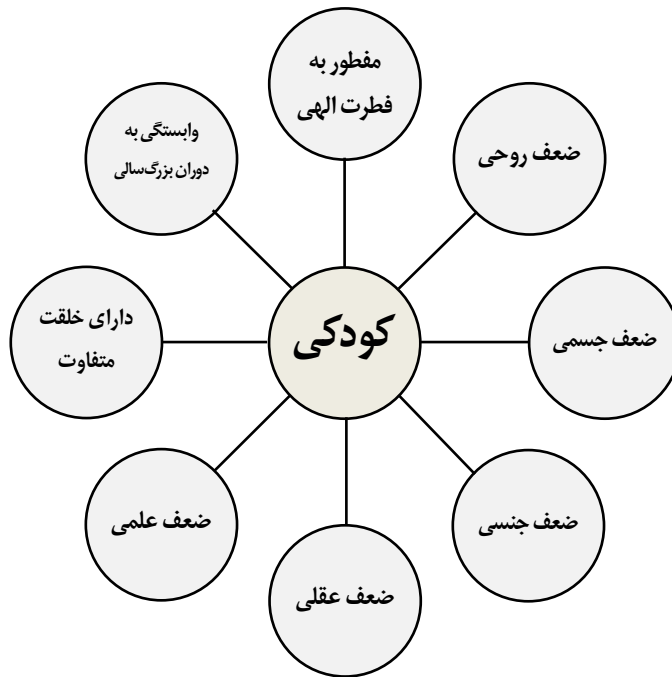 مفطور به
فطرت الهی
ضعف روحی
ضعف جسمی
ضعف جنسی
ضعف عقلی
ضعف علمی
دارای خلقت
متفاوت
وابستگی به
دوران بزرگ‌سالی
کودکی